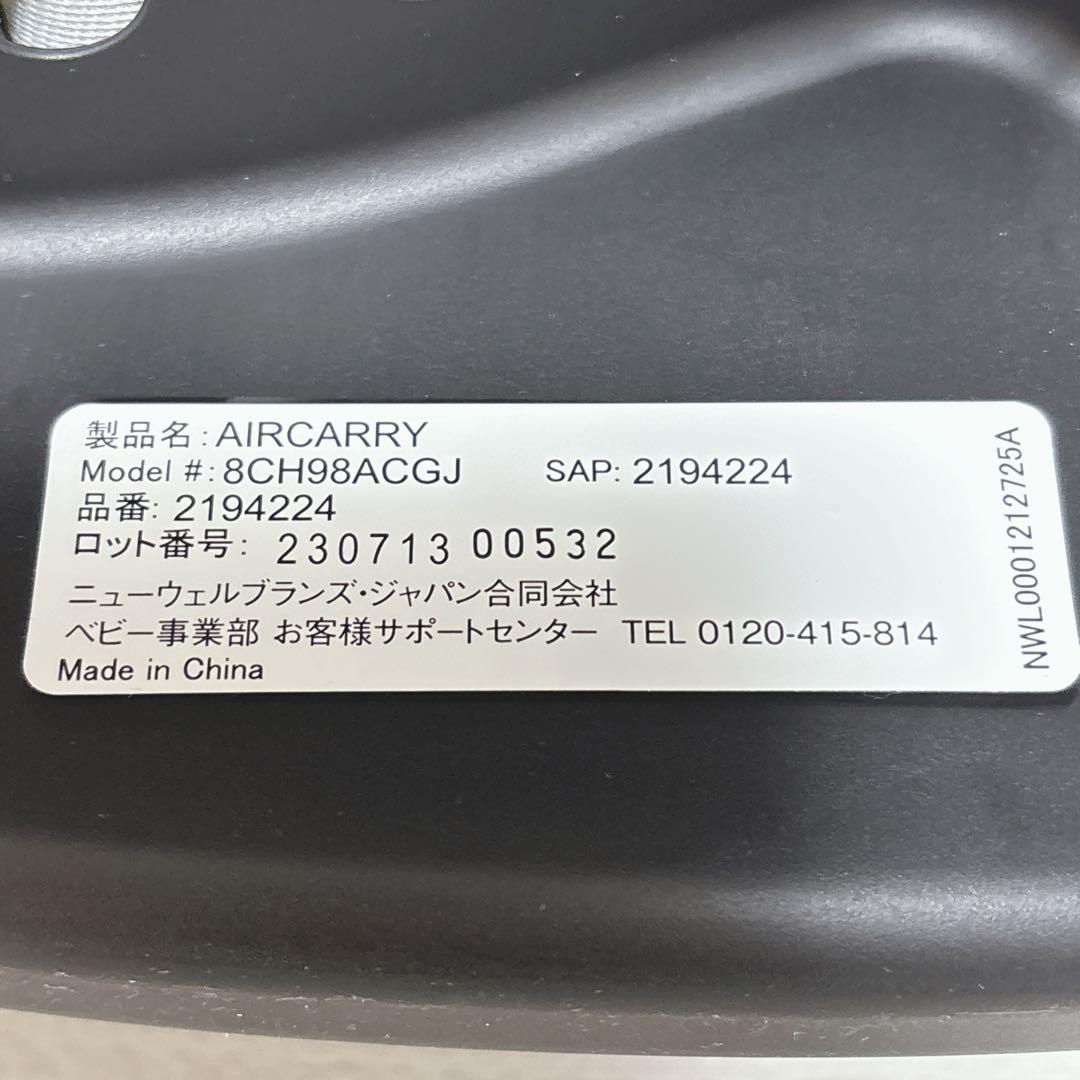 製品名:AIRCARRY
Model #: 8CH98ACGJ SAP: 2194224
品番: 2194224
ロット番号: 230713 00532
ニューウェルブランズ・ジャパン合同会社
ベビー事業部 お客様サポートセンター TEL 0120-415-814
Made in China
NWL0001212725A